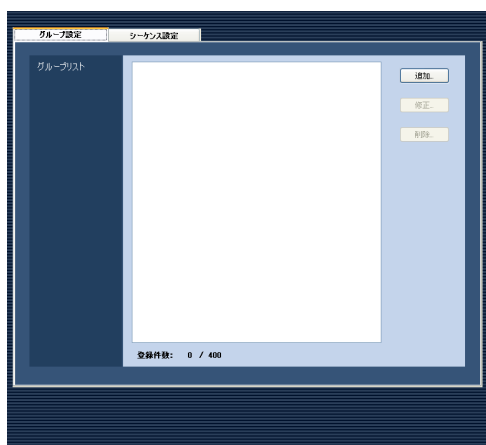 グループ設定 シーケンス設定
グループリスト
追加..
修正..
削除..
登録件数: 0 / 400